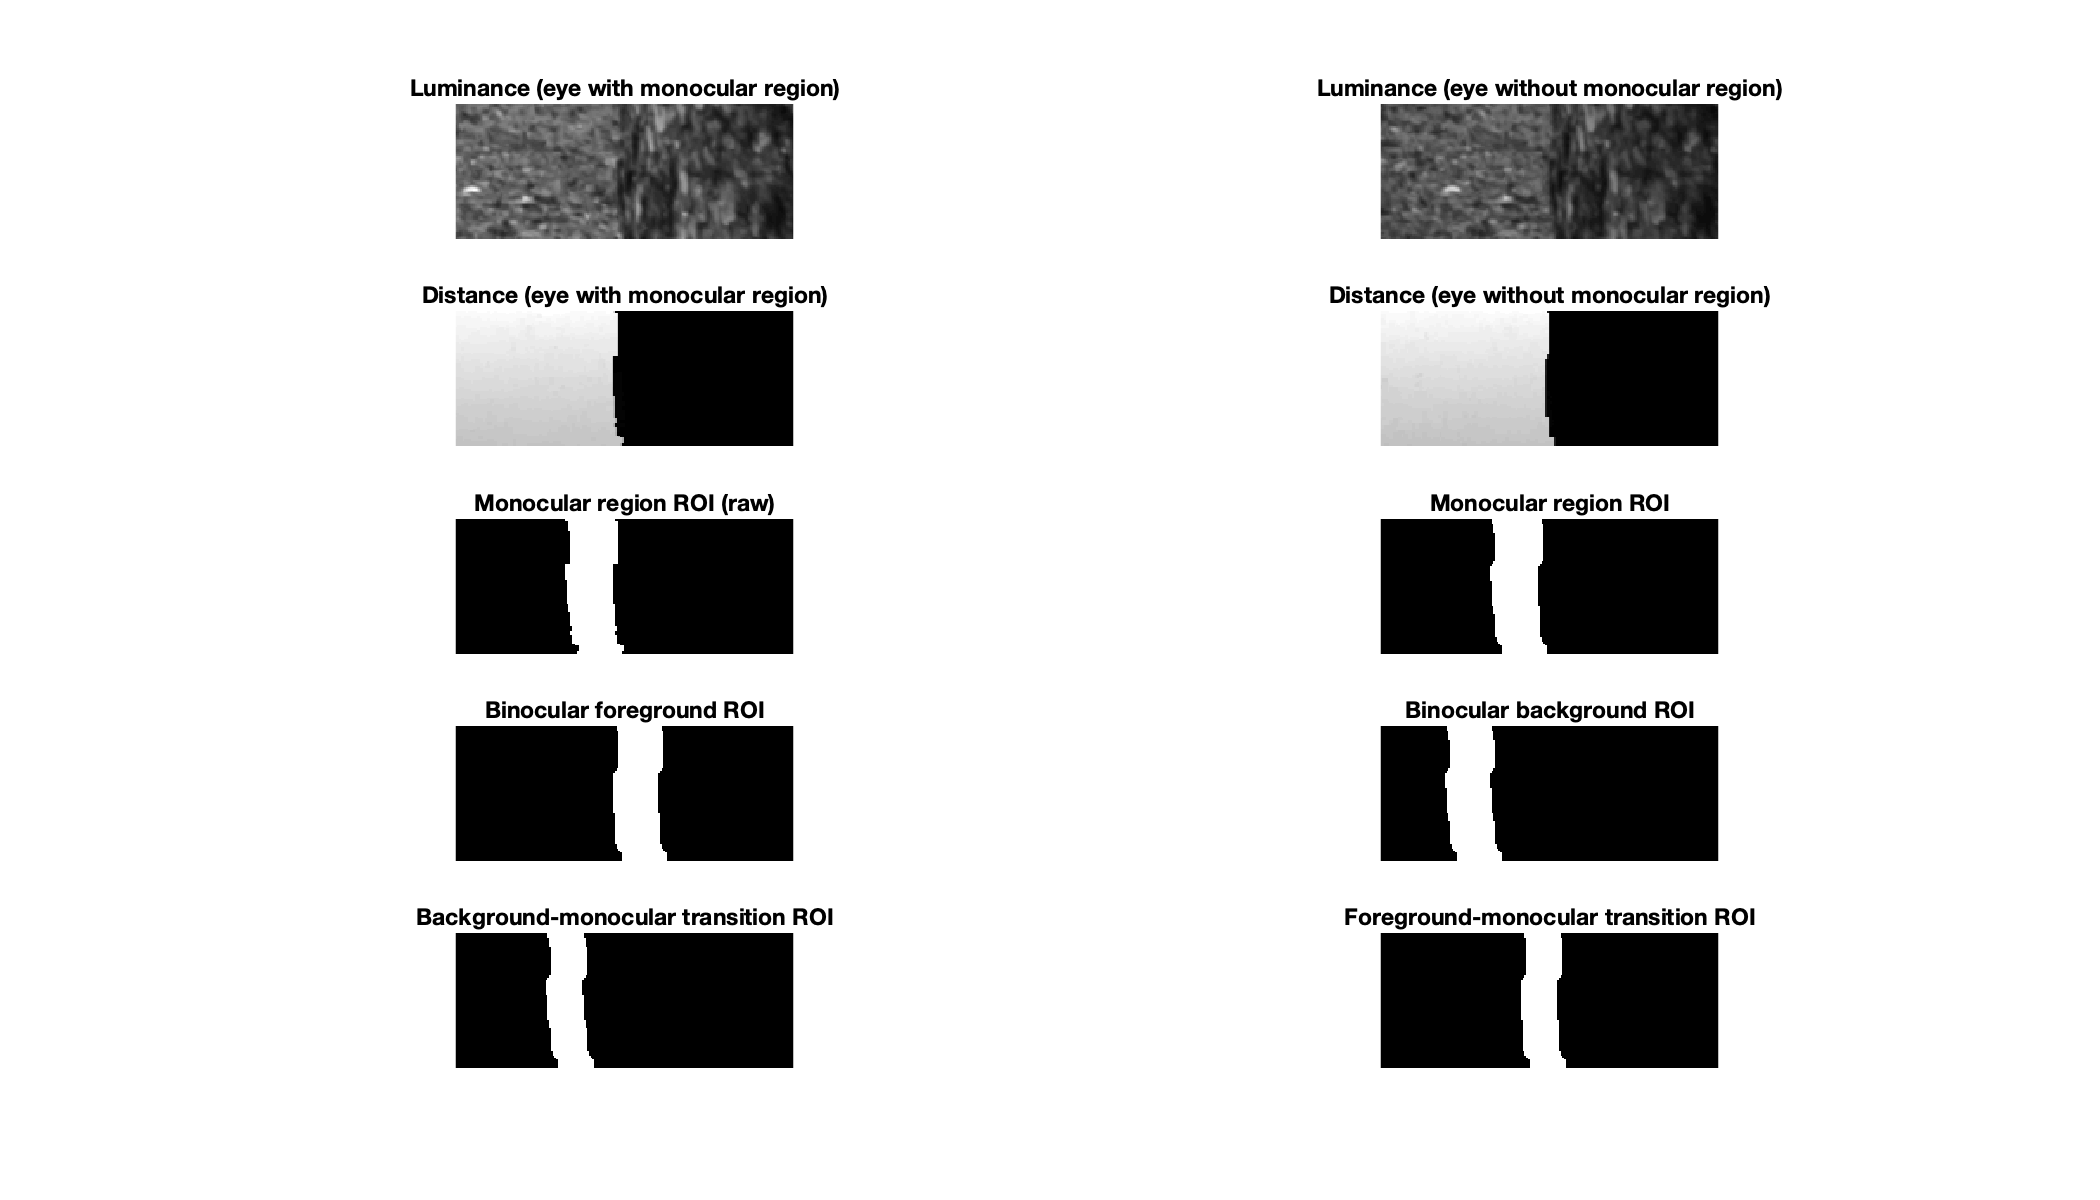 Luminance (eye with monocular region)
Luminance (eye without monocular region)
Distance (eye with monocular region)
Distance (eye without monocular region)
Monocular region ROI (raw)
Monocular region ROI
Binocular foreground ROI
Binocular background ROI
Background-monocular transition ROI
Foreground-monocular transition ROI